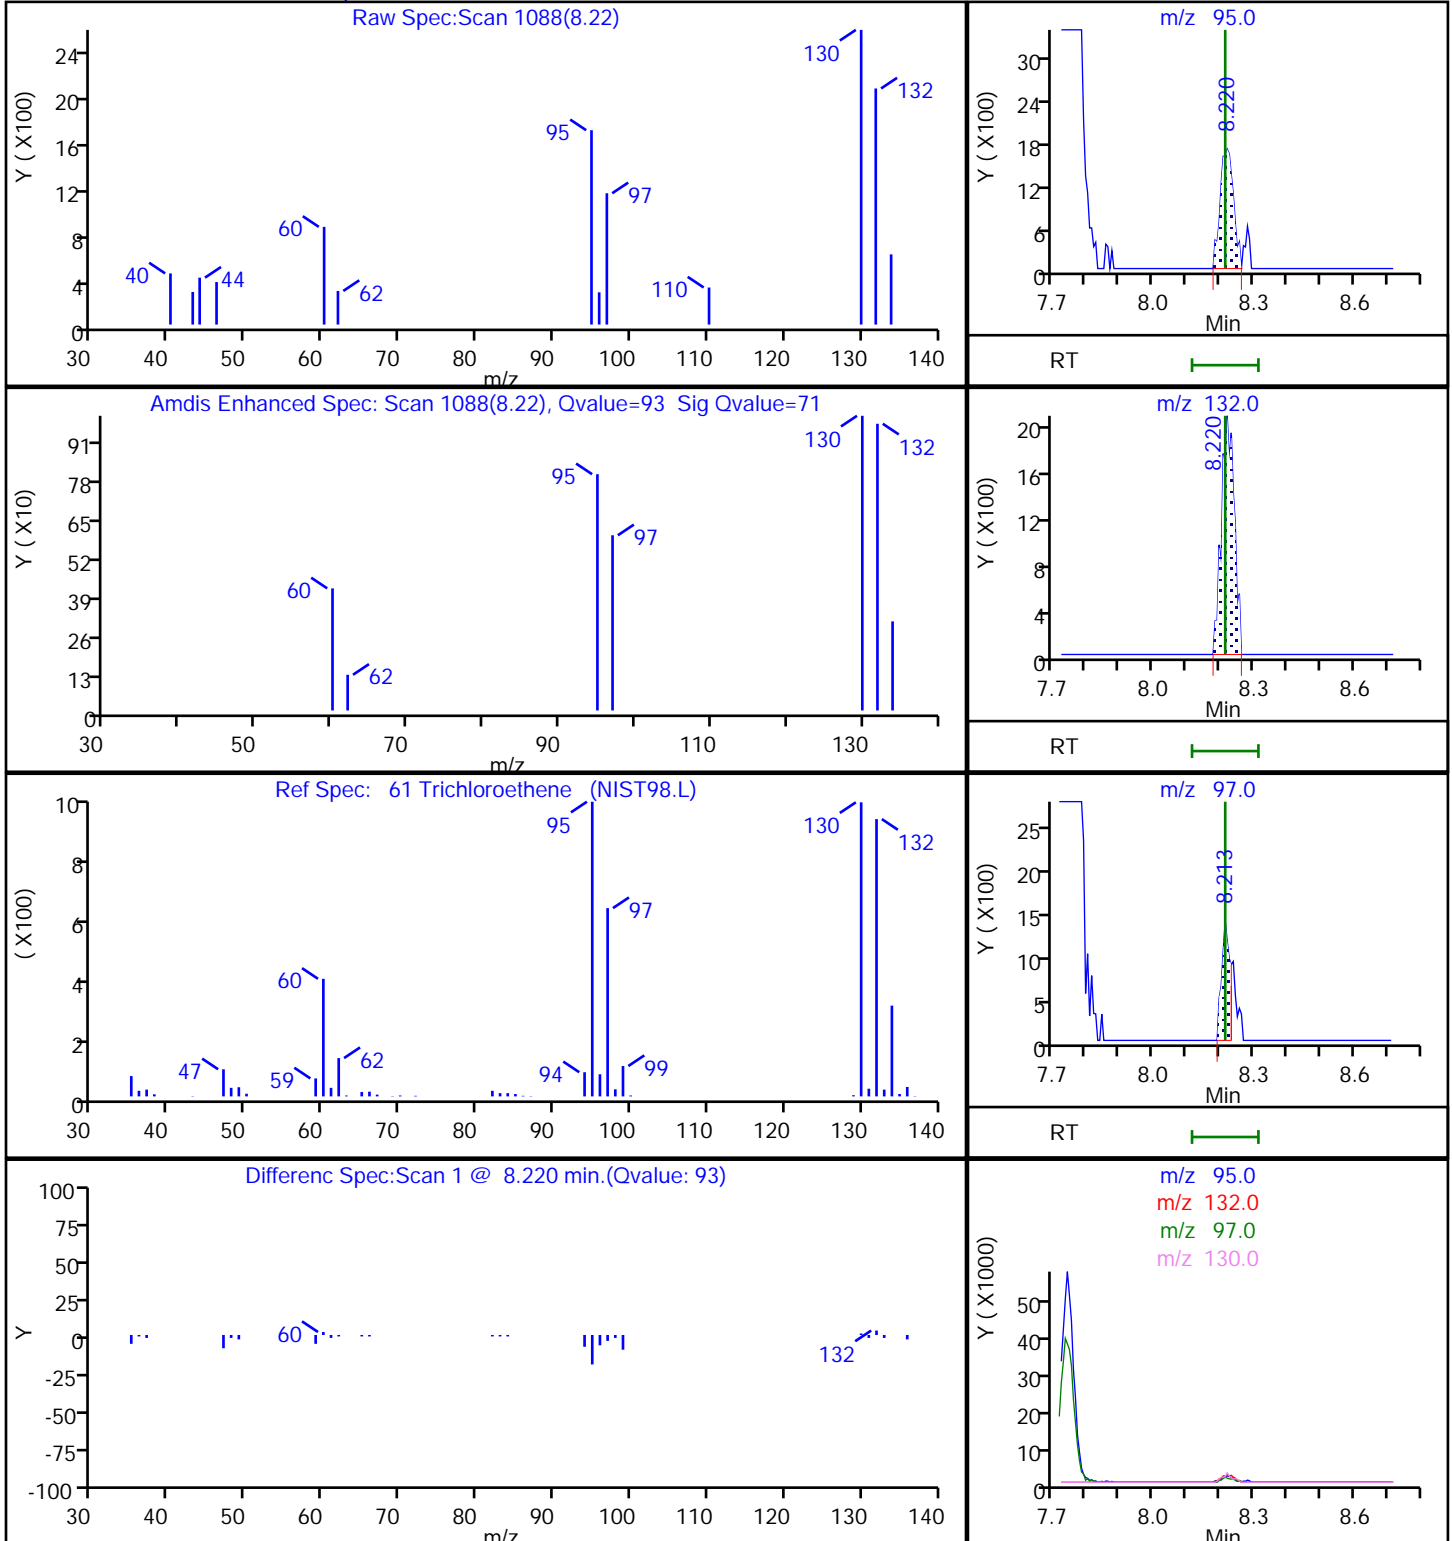 Raw Spec:Scan 1088(8.22)
Y ( X100)
24
20
16
12
8
4
0
130
132
95
97
60
40
44
62
110
30 40 50 60 70 80 90 100 110 120 130 140
m/z
m/z 95.0
Y ( X100)
30
24
18
12
6
0
8.220
7.7 8.0 8.3 8.6
Min
RT
Amdis Enhanced Spec: Scan 1088(8.22), Qvalue=93 Sig Qvalue=71
Y ( X10)
91
78
65
52
39
26
13
0
130
132
95
97
60
62
30 50 70 90 110 130
m/z
m/z 132.0
Y ( X100)
20
16
12
8
4
0
8.220
7.7 8.0 8.3 8.6
Min
RT
Ref Spec: 61 Trichloroethene (NIST98.L)
( X100)
10
8
6
4
2
0
95
130
132
97
60
47
59
62
94
99
30 40 50 60 70 80 90 100 110 120 130 140
m/z 97.0
Y ( X100)
25
20
15
10
5
0
8.213
7.7 8.0 8.3 8.6
Min
RT
Differenc Spec:Scan 1 @ 8.220 min.(Qvalue: 93)
Y
100
75
50
25
0
-25
-50
-75
-100
60
132
30 40 50 60 70 80 90 100 110 120 130 140
m/z
m/z 95.0
m/z 132.0
m/z 97.0
m/z 130.0
Y ( X1000)
50
40
30
20
10
0
7.7 8.0 8.3 8.6
Min